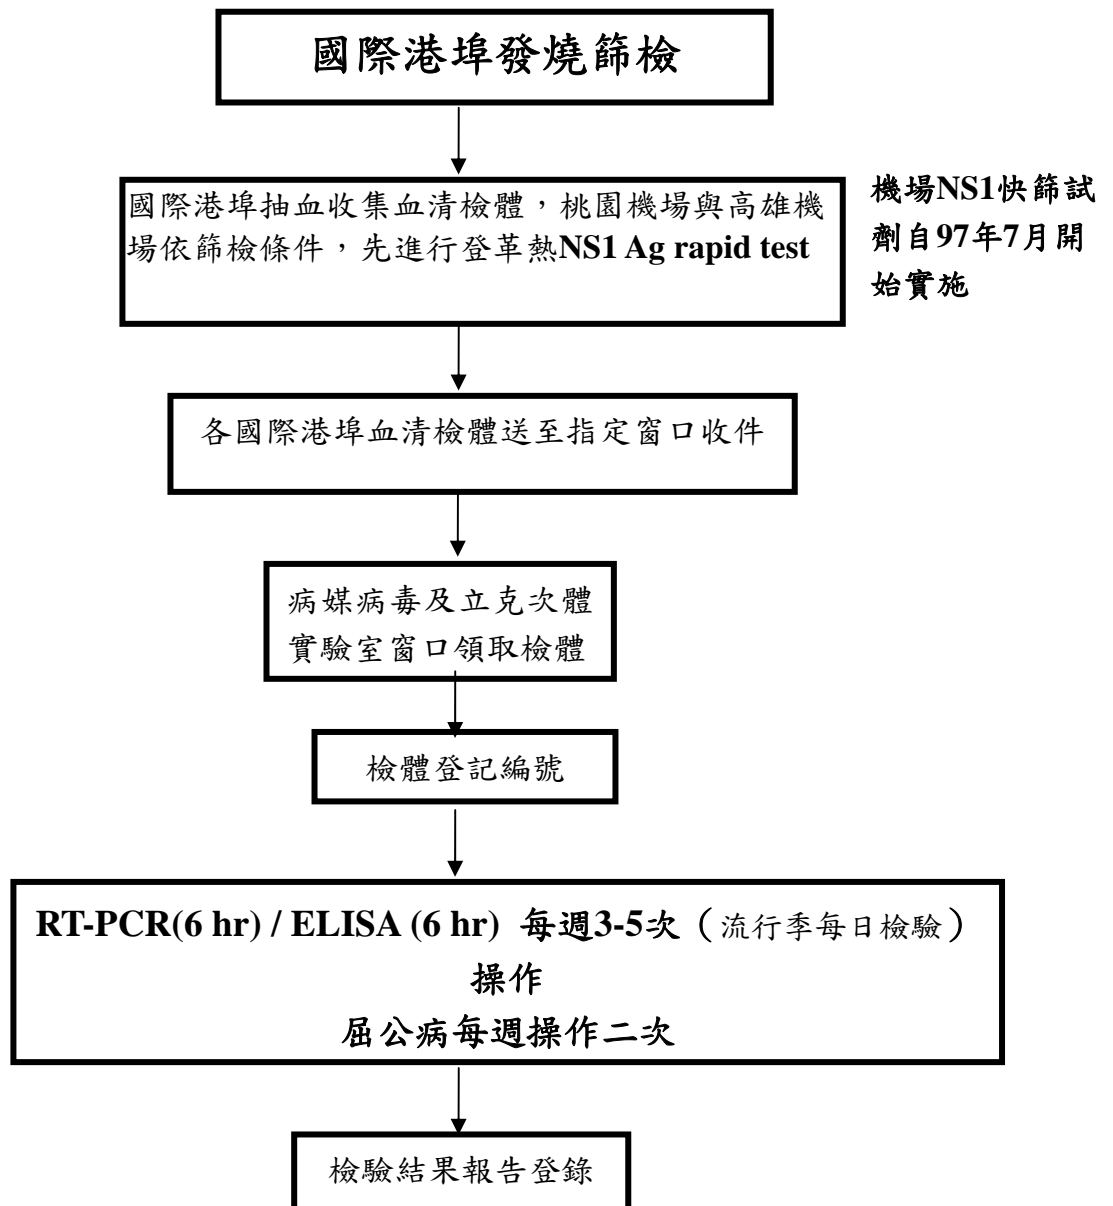 國際港埠發燒篩檢
國際港埠抽血收集血清檢體，桃園機場與高雄機
場依篩檢條件，先進行登革熱NS1 Ag rapid test
機場NS1快篩試
劑自97年7月開
始實施
各國際港埠血清檢體送至指定窗口收件
病媒病毒及立克次體
實驗室窗口領取檢體
檢體登記編號
RT-PCR(6 hr) / ELISA (6 hr) 每週3-5次（流行季每日檢驗）
操作
屈公病每週操作二次
檢驗結果報告登錄